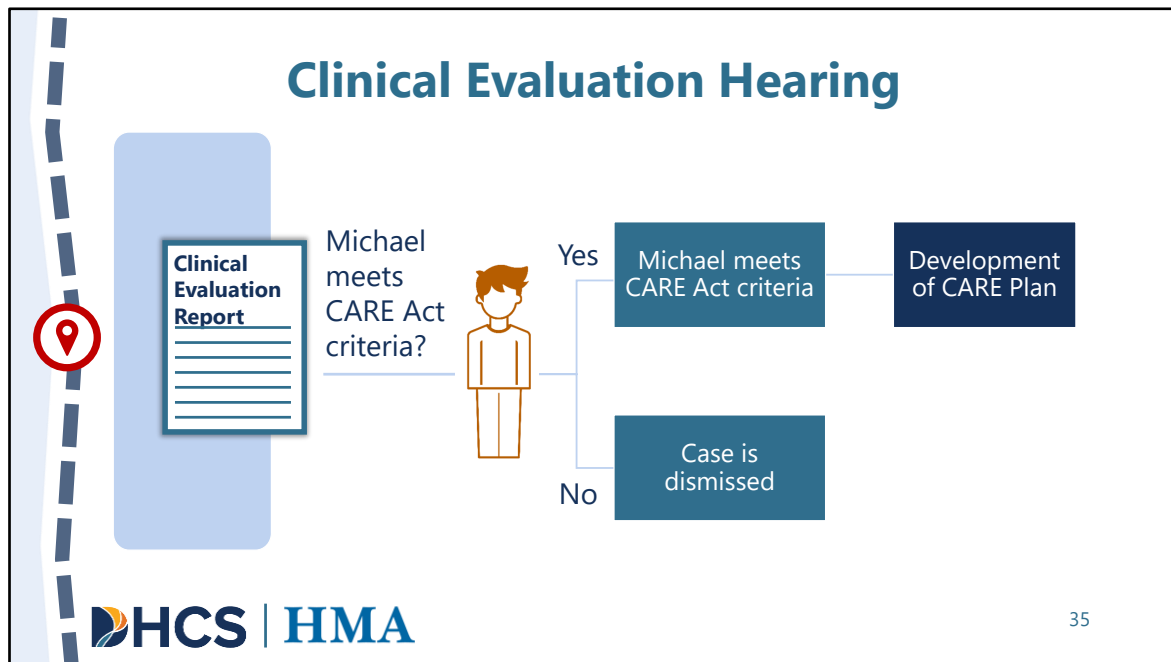 Clinical Evaluation Hearing
Clinical
Evaluation
Report
Michael
meets
CARE Act
criteria?
Yes
Michael meets
CARE Act criteria
Development
of CARE Plan
No
Case is
dismissed
DHCS | HMA
35